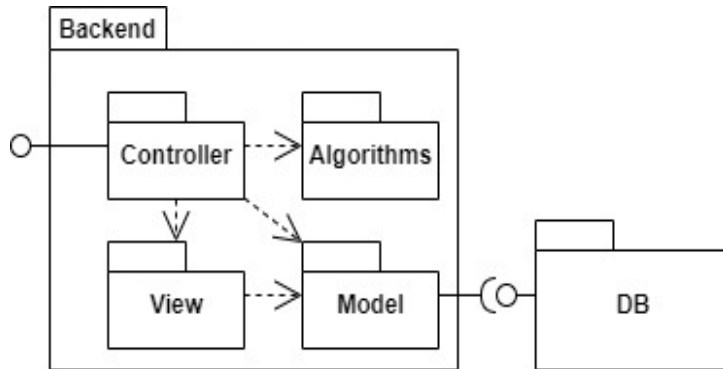 Backend
Controller
Algorithms
View
Model
DB